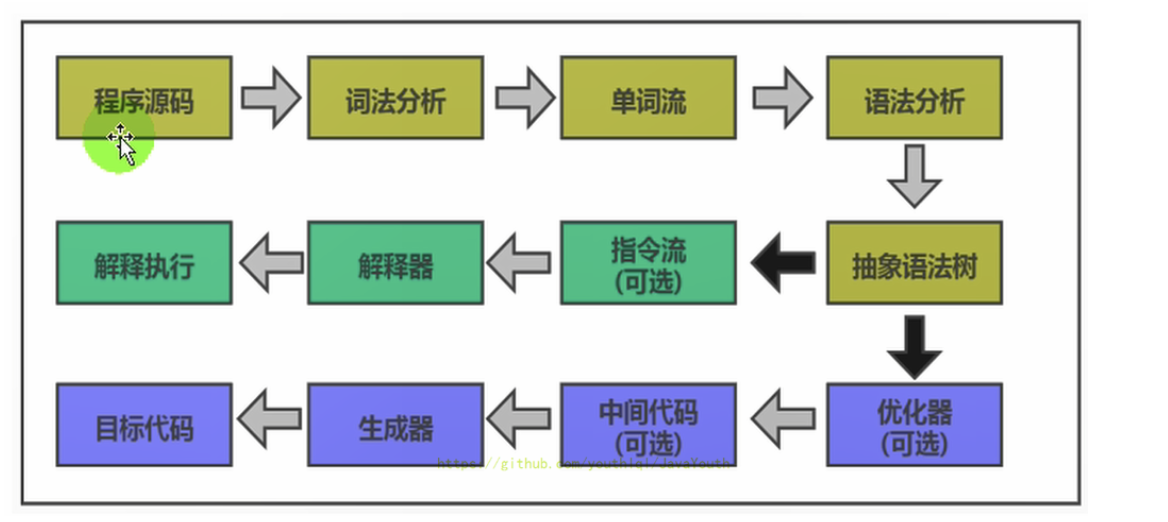 程序源码
词法分析
单词流
语法分析
解释执行
解释器
指令流
(可选)
抽象语法树
目标代码
生成器
中间代码
(可选)
优化器
(可选)
https://github.com/youthlql/JavaYouth